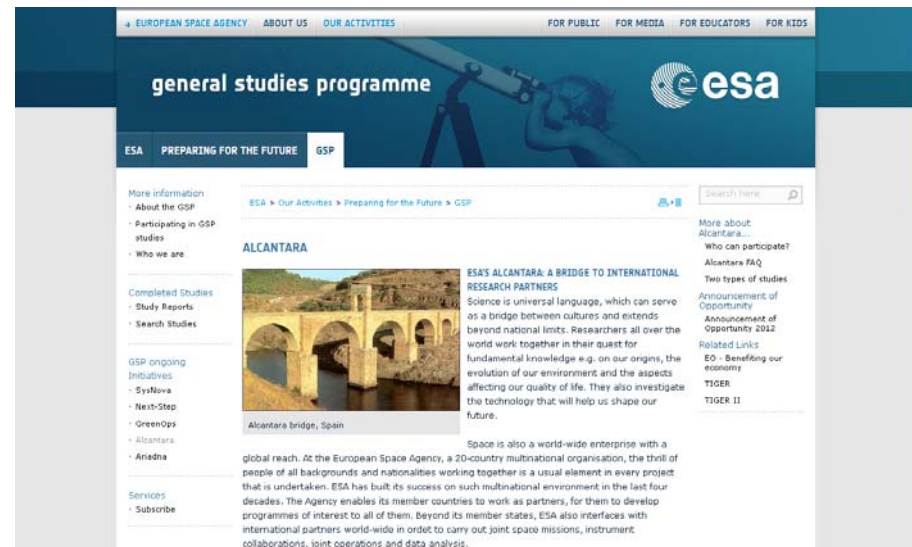 EUROPEAN SPACE AGENCY ABOUT US OUR ACTIVITIES FOR PUBLIC FOR MEDIA FOR EDUCATORS FOR KIDS
general studies programme
esa
ESA PREPARING FOR THE FUTURE GSP
More information
· About the GSP
· Participating in GSP
studies
· Who we are
Completed Studies
· Study Reports
· Search Studies
GSP ongoing
Initiatives
· SysNova
· Next-Step
· GreenOps
· Alcantara
· Ariadna
Services
· Subscribe
ESA > Our Activities > Preparing for the Future > GSP
ALCANTARA
Alcantara bridge, Spain
ESA'S ALCANTARA: A BRIDGE TO INTERNATIONAL
RESEARCH PARTNERS
Science is universal language, which can serve
as a bridge between cultures and extends
beyond national limits. Researchers all over the
world work together in their quest for
fundamental knowledge e.g. on our origins, the
evolution of our environment and the aspects
affecting our quality of life. They also investigate
the technology that will help us shape our
future.
Space is also a world-wide enterprise with a
global reach. At the European Space Agency, a 20-country multinational organisation, the thrill of
people of all backgrounds and nationalities working together is a usual element in every project
that is undertaken. ESA has built its success on such multinational environment in the last four
decades. The Agency enables its member countries to work as partners, for them to develop
programmes of interest to all of them. Beyond its member states, ESA also interfaces with
international partners world-wide in ordet to carry out joint space missions, instrument
collaborations, joint operations and data analysis.
Search here
More about
Alcantara...
Who can participate?
Alcantara FAQ
Two types of studies
Announcement of
Opportunity
Announcement of
Opportunity 2012
Related Links
EO - Benefiting our
economy
TIGER
TIGER II